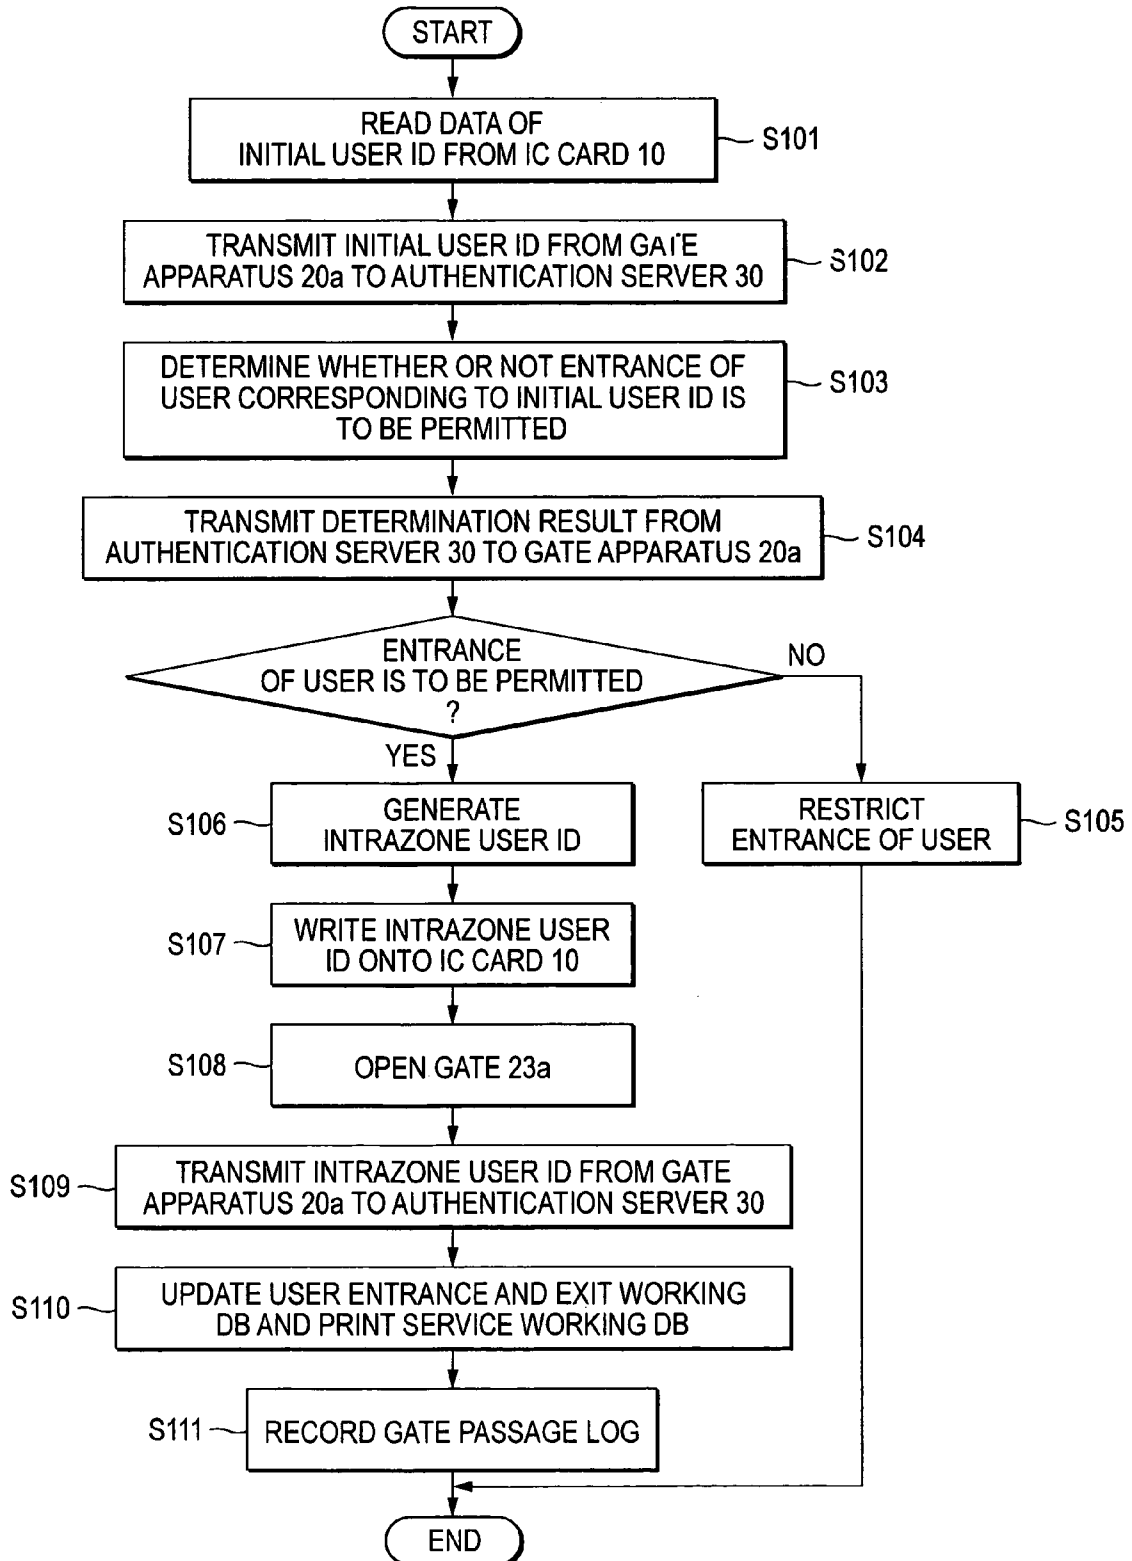 START
READ DATA OF
INITIAL USER ID FROM IC CARD 10
S101
TRANSMIT INITIAL USER ID FROM GATE
APPARATUS 20a TO AUTHENTICATION SERVER 30
S102
DETERMINE WHETHER OR NOT ENTRANCE OF
USER CORRESPONDING TO INITIAL USER ID IS
TO BE PERMITTED
S103
TRANSMIT DETERMINATION RESULT FROM
AUTHENTICATION SERVER 30 TO GATE APPARATUS 20a
S104
ENTRANCE
OF USER IS TO BE PERMITTED
?
NO
YES
S106
GENERATE
INTRAZONE USER ID
RESTRICT
ENTRANCE OF USER
S105
S107
WRITE INTRAZONE USER
ID ONTO IC CARD 10
S108
OPEN GATE 23a
S109
TRANSMIT INTRAZONE USER ID FROM GATE
APPARATUS 20a TO AUTHENTICATION SERVER 30
S110
UPDATE USER ENTRANCE AND EXIT WORKING
DB AND PRINT SERVICE WORKING DB
S111
RECORD GATE PASSAGE LOG
END